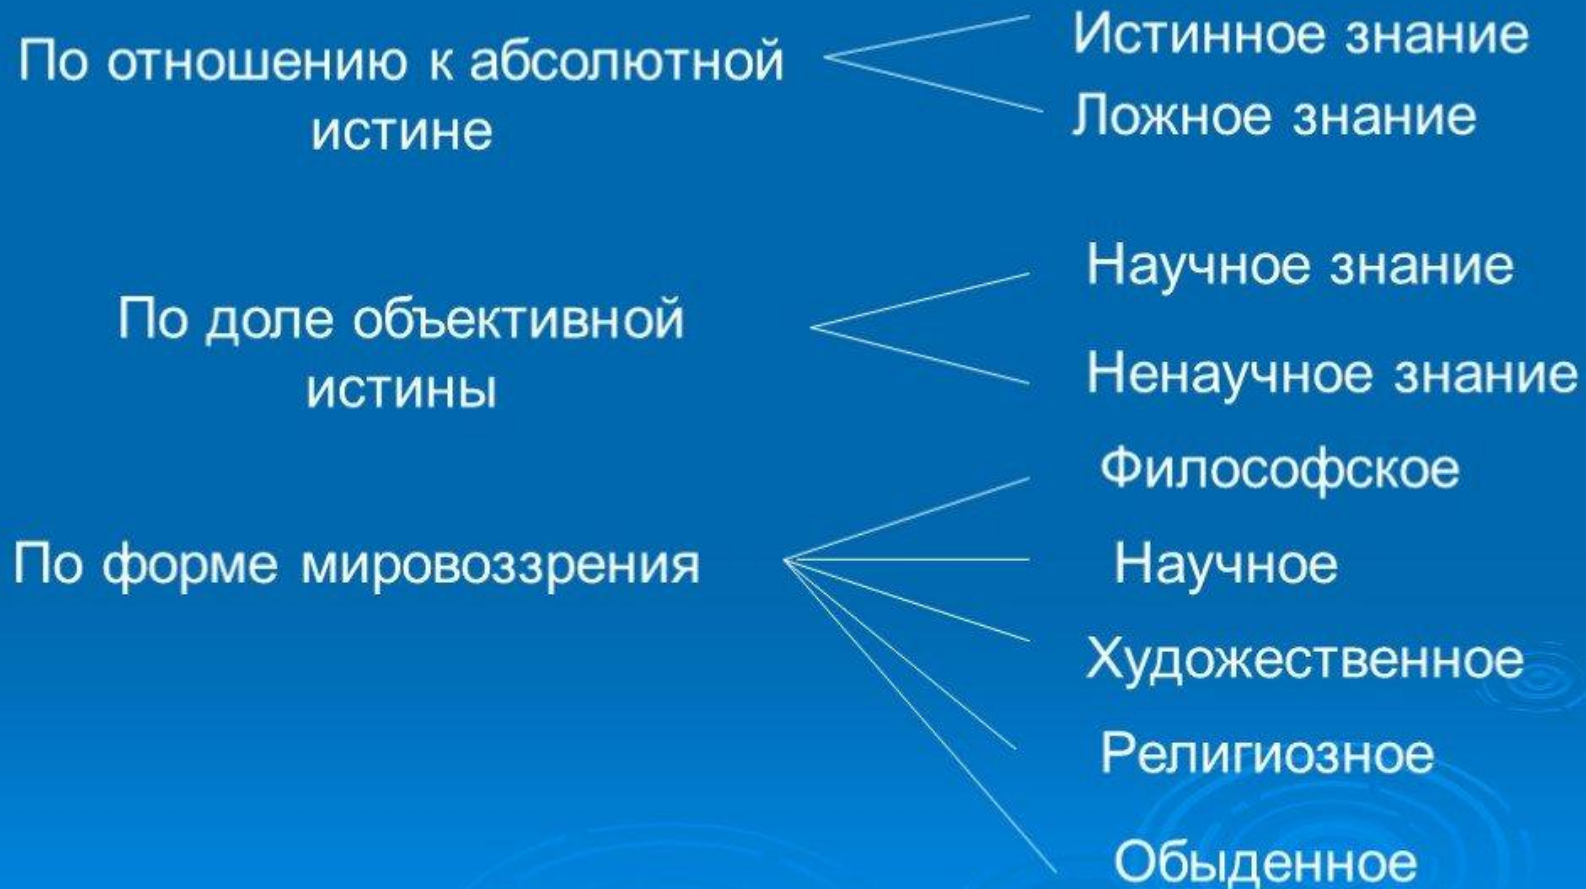 По отношению к абсолютной
истине
Истинное знание
Ложное знание
По доле объективной
истины
Научное знание
Ненаучное знание
По форме мировоззрения
Философское
Научное
Художественное
Религиозное
Обыденное